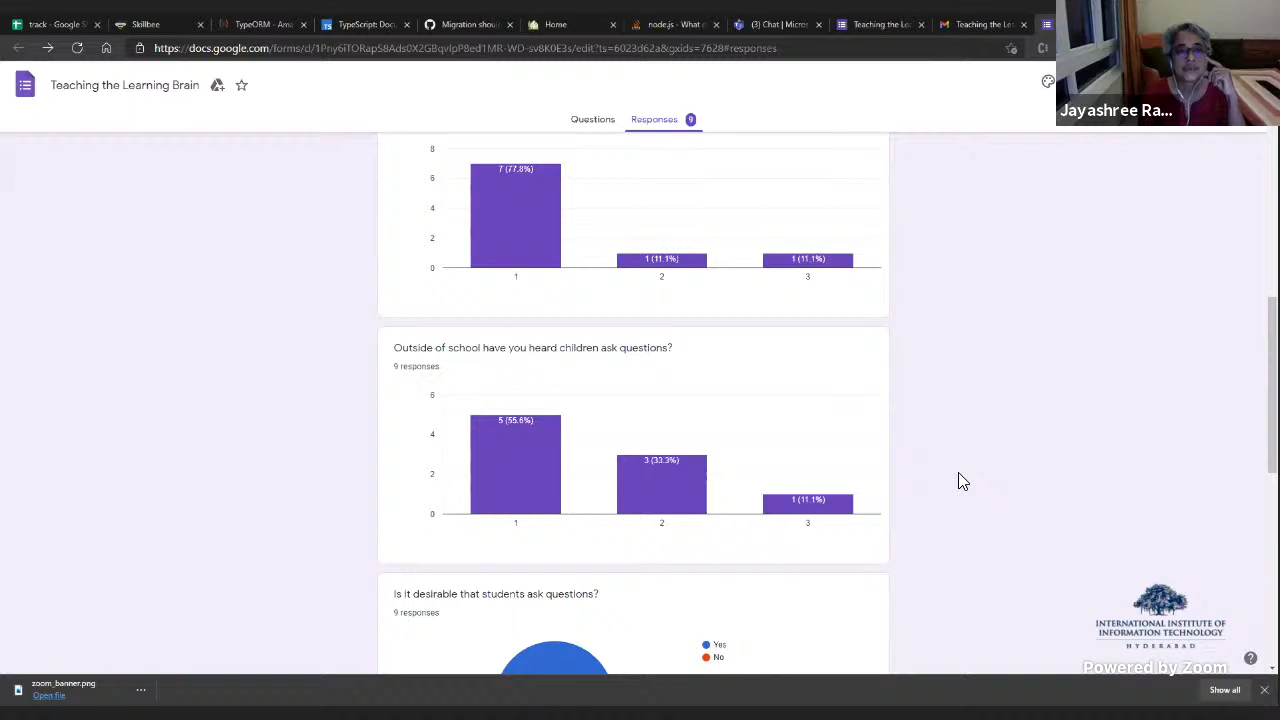 track - Google S
Skillbee
TypeORM - Ama
TypeScript: Docu
Migration shoul
Home
node.js - What e
(3) Chat | Micros
Teaching the Lea
Teaching the Les
https://docs.google.com/forms/d/1Pny6iTORapS8Ads0X2GBqvIpP8ed1MR-WD-sv8K0E3s/edit?ts=6023d62a&gxids=7628#responses
Teaching the Learning Brain
Jayashree Ra...
Questions
Responses 9
8
6
4
2
0
7 (77.8%)
1 (11.1%)
1 (11.1%)
1
2
3
Outside of school have you heard children ask questions?
9 responses
6
4
2
0
5 (55.6%)
3 (33.3%)
1 (11.1%)
1
2
3
Is it desirable that students ask questions?
9 responses
Yes
No
INTERNATIONAL INSTITUTE OF
INFORMATION TECHNOLOGY
HYDERABAD
Powered by Zoom
zoom_banner.png
Open file
Show all